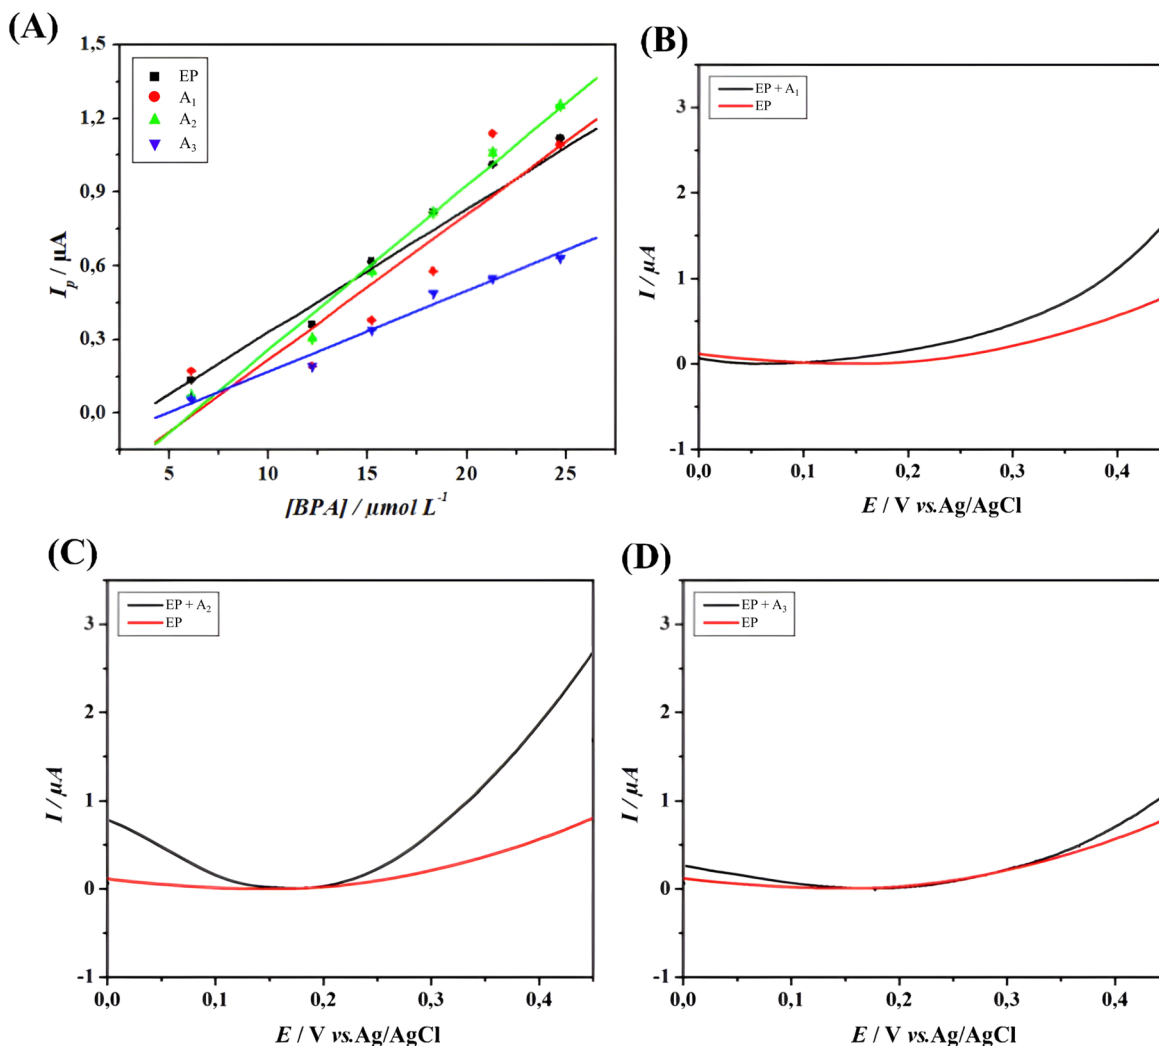 (A)
1,5
1,2
0,9
0,6
0,3
0,0
EP
A1
A2
A3
Ip / µA
5
10
15
20
25
[BPA] / µmol L-1
(B)
3
2
1
0
-1
EP + A1
EP
I / µA
0,0
0,1
0,2
0,3
0,4
E / V vs.Ag/AgCl
(C)
3
2
1
0
-1
EP + A2
EP
I / µA
0,0
0,1
0,2
0,3
0,4
E / V vs.Ag/AgCl
(D)
3
2
1
0
-1
EP + A3
EP
I / µA
0,0
0,1
0,2
0,3
0,4
E / V vs.Ag/AgCl